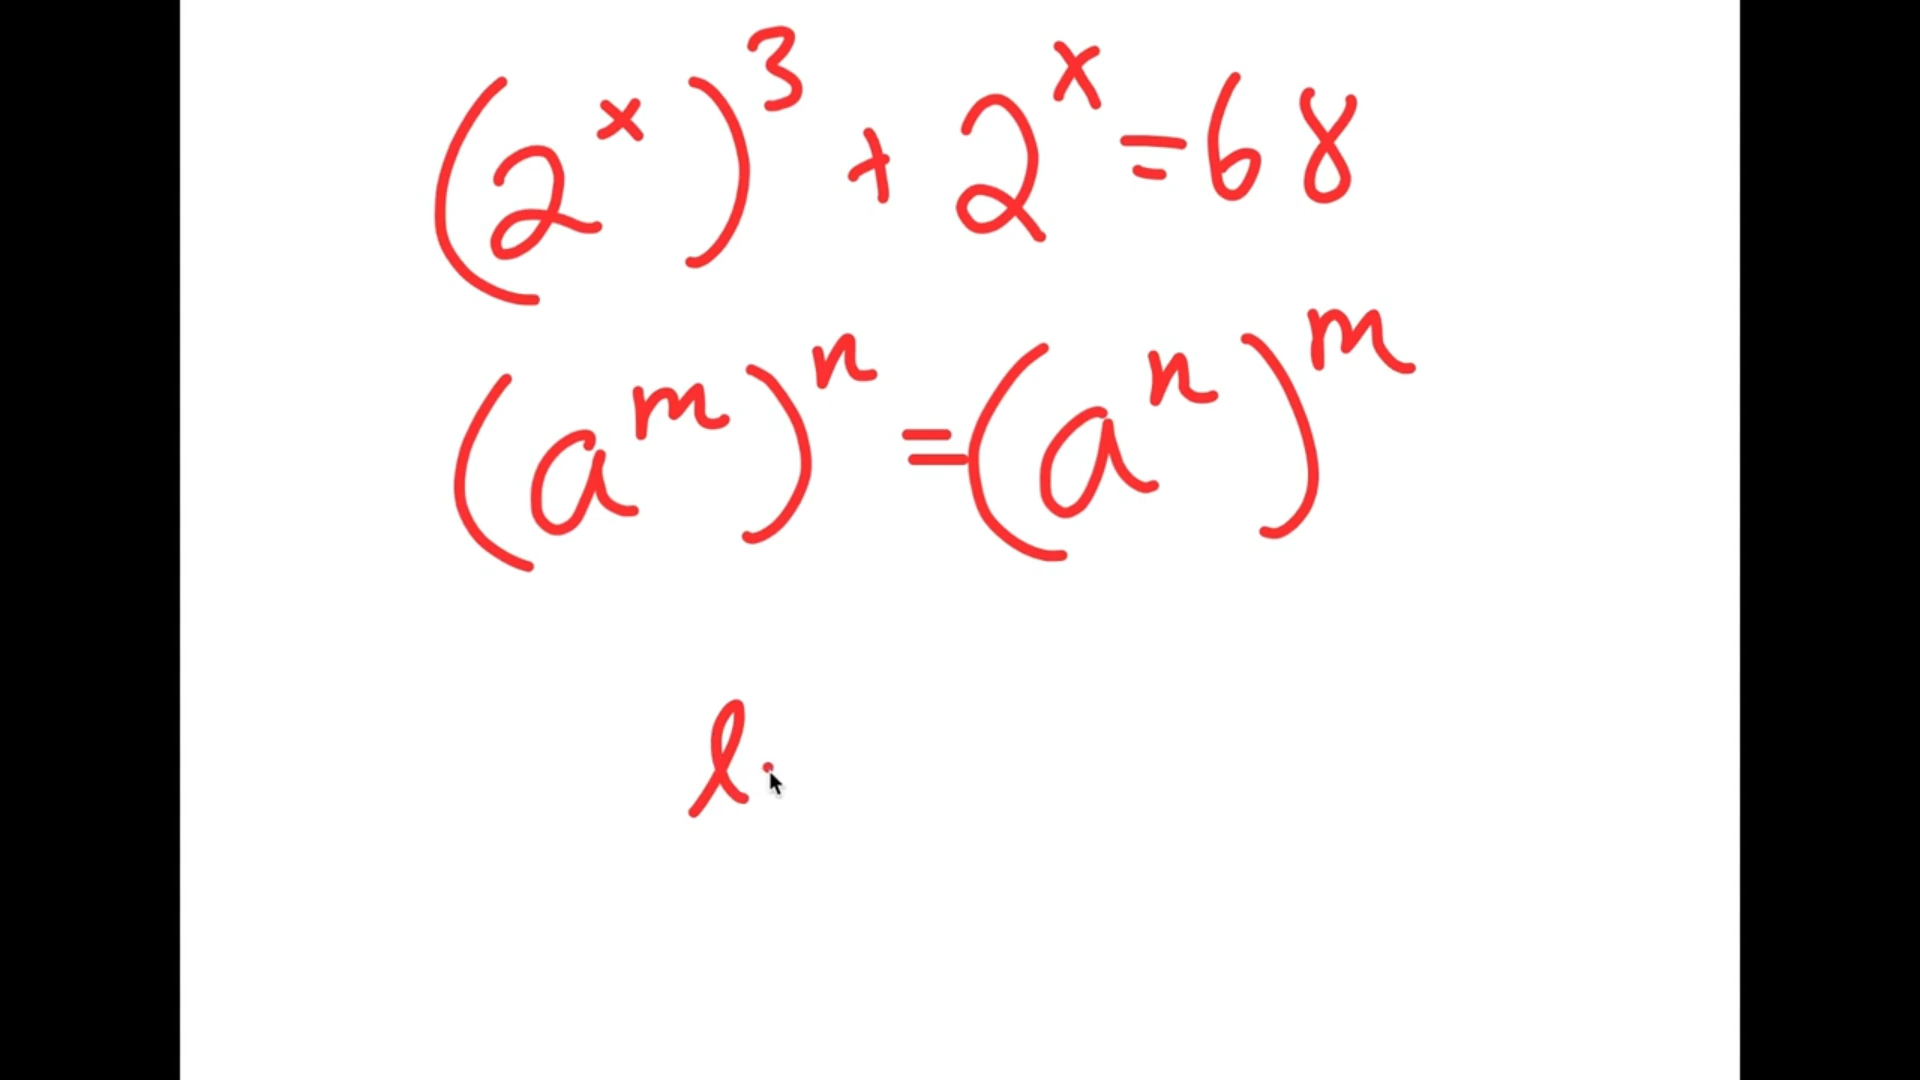 (2^x)^3 + 2^x = 68
(a^m)^n = (a^n)^m
l